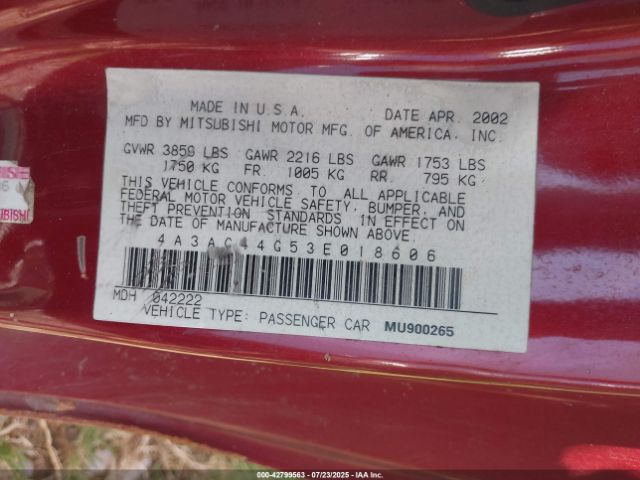 MADE IN U.S.A. DATE APR. 2002
MFD BY MITSUBISHI MOTOR MFG. OF AMERICA, INC.
GVWR 3859 LBS GAWR 2216 LBS GAWR 1753 LBS
1750 KG FR. 1005 KG RR. 795 KG
THIS VEHICLE CONFORMS TO ALL APPLICABLE
FEDERAL MOTOR VEHICLE SAFETY, BUMPER, AND
THEFT PREVENTION STANDARDS IN EFFECT ON
THE DATE OF MANUFACTURE SHOWN ABOVE.
4A3AC44G53E018606
MDH 042222
VEHICLE TYPE: PASSENGER CAR MU900265
000-42799563 - 07/23/2025 - IAAI.COM